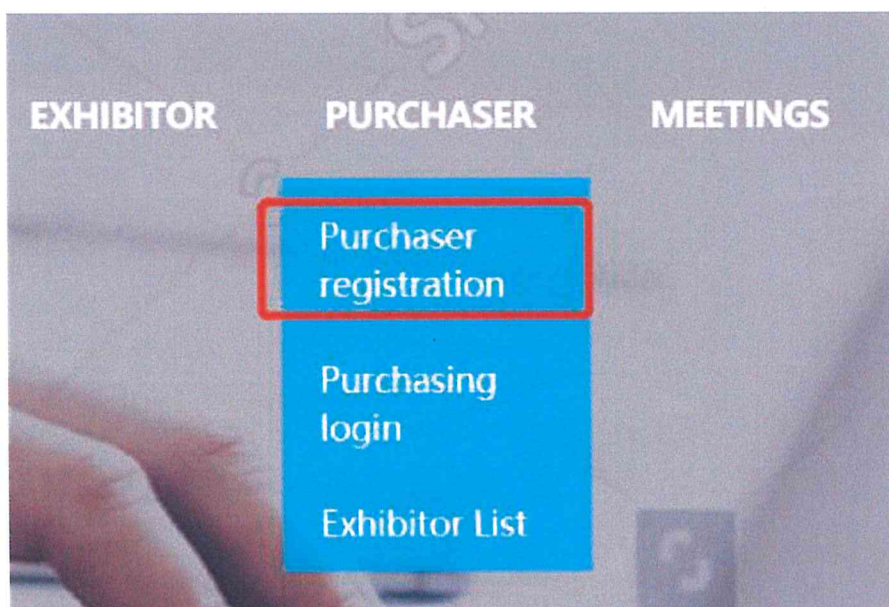 EXHIBITOR PURCHASER MEETINGS
Purchaser
registration
Purchasing
login
Exhibitor List